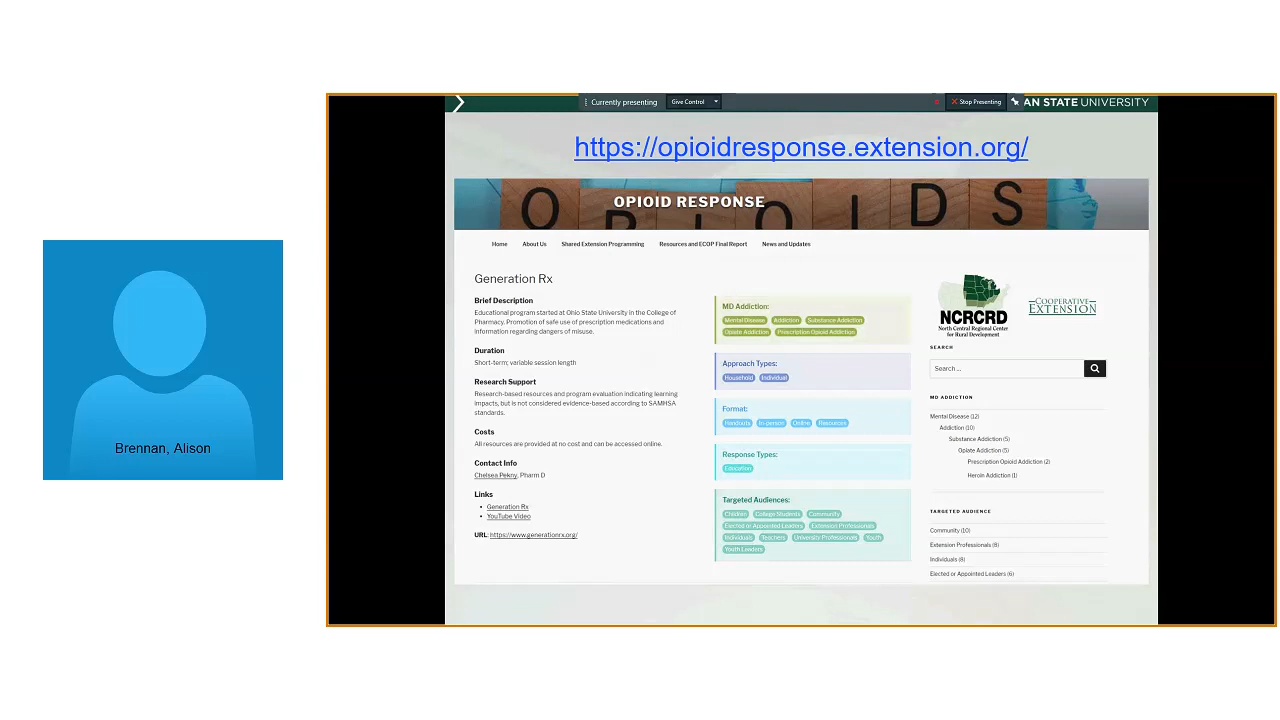 Currently presenting
Give Control
Stop Presenting
AN STATE UNIVERSITY
https://opioidresponse.extension.org/
OPIOIDS
OPIOID RESPONSE
Home
About Us
Shared Extension Programming
Resources and ECOP Final Report
News and Updates
Generation Rx
Brief Description
Educational program started at Ohio State University in the College of
Pharmacy. Promotion of safe use of prescription medications and
information regarding dangers of misuse.
Duration
Short-term; variable session length
Research Support
Research-based resources and program evaluation indicating learning
impacts, but is not considered evidence-based according to SAMHSA
standards.
Costs
All resources are provided at no cost and can be accessed online.
Contact Info
Chelsea Pekny, Pharm D
Links
Generation Rx
YouTube Video
URL: https://www.generationrx.org/
MD Addiction:
Mental Disease Addiction Substance Addiction
Opiate Addiction Prescription Opioid Addiction
Approach Types:
Household Individual
Format:
Handouts In-person Online Resources
Response Types:
Education
Targeted Audiences:
Children College Students Community
Elected or Appointed Leaders Extension Professionals
Individuals Teachers University Professionals Youth
Youth Leaders
NCRCRD
North Central Regional Center
for Rural Development
COOPERATIVE
EXTENSION
SEARCH
Search ...
MD ADDICTION
Mental Disease (12)
Addiction (10)
Substance Addiction (5)
Opiate Addiction (5)
Prescription Opioid Addiction (2)
Heroin Addiction (1)
TARGETED AUDIENCE
Community (10)
Extension Professionals (8)
Individuals (8)
Elected or Appointed Leaders (6)
Brennan, Alison